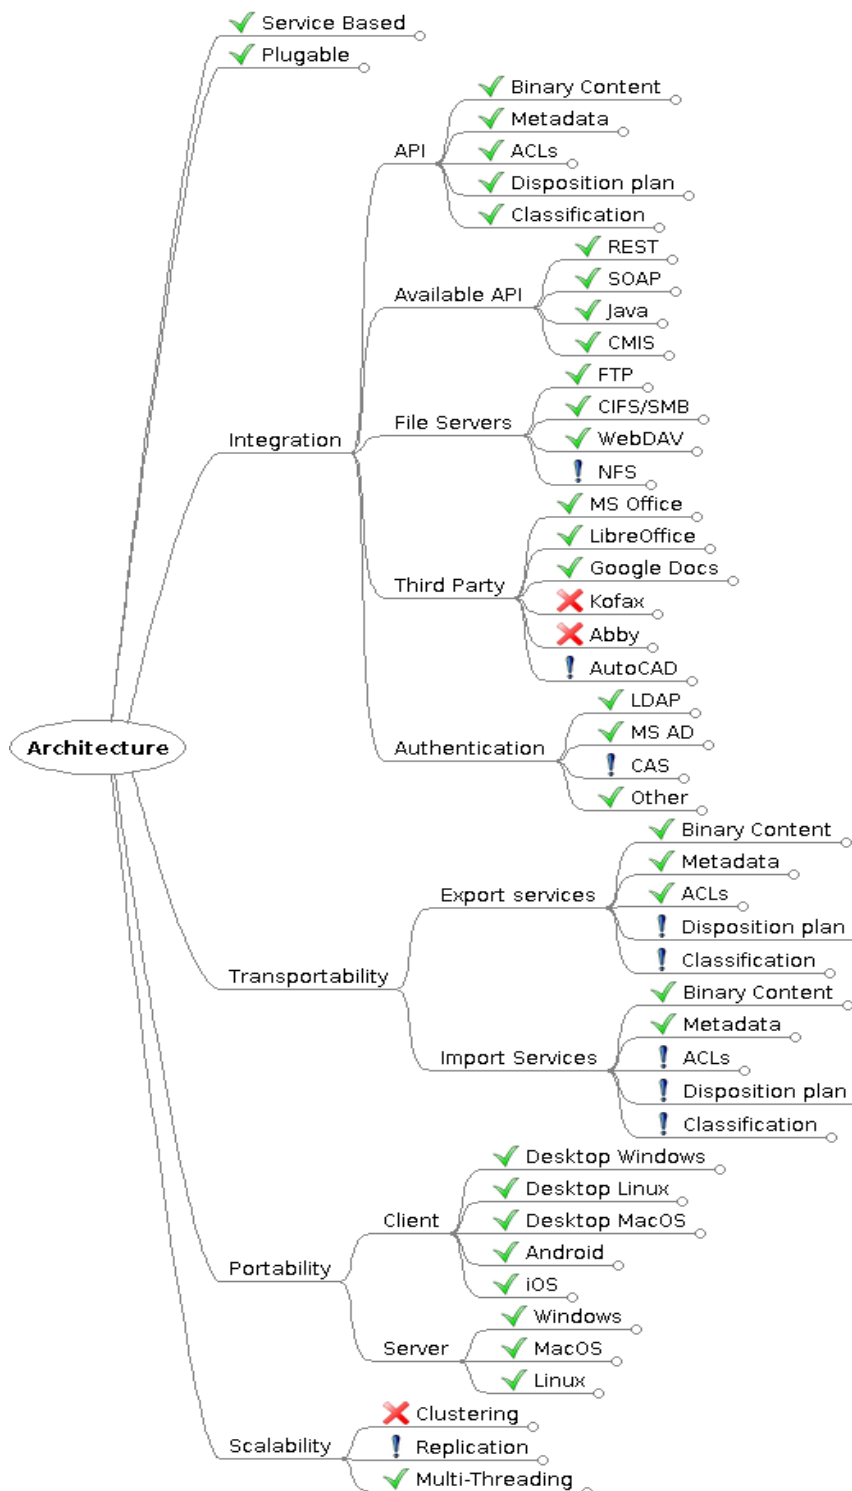 Service Based
Plugable
Binary Content
Metadata
API
ACLs
Disposition plan
Classification
REST
SOAP
Available API
Java
CMIS
FTP
CIFS/SMB
File Servers
WebDAV
Integration
NFS
MS Office
LibreOffice
Google Docs
Third Party
Kofax
Abby
AutoCAD
LDAP
MS AD
Authentication
Architecture
CAS
Other
Binary Content
Metadata
Export services
ACLs
Disposition plan
Classification
Transportability
Binary Content
Metadata
Import Services
ACLs
Disposition plan
Classification
Desktop Windows
Desktop Linux
Client
Desktop MacOS
Android
Portability
iOS
Windows
Server
MacOS
Linux
Clustering
Scalability
Replication
Multi-Threading